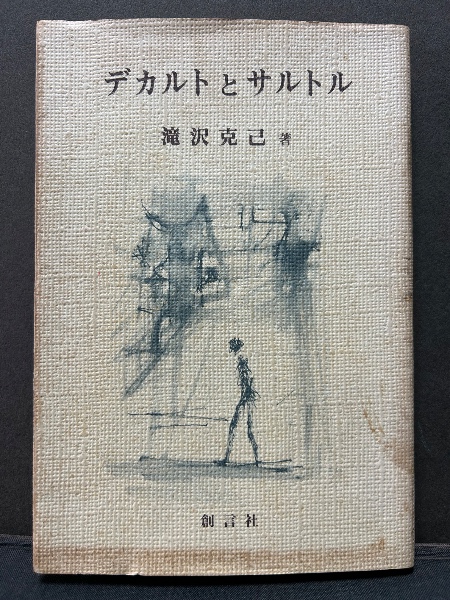 デカルトとサルトル
滝沢克己 著
創言社